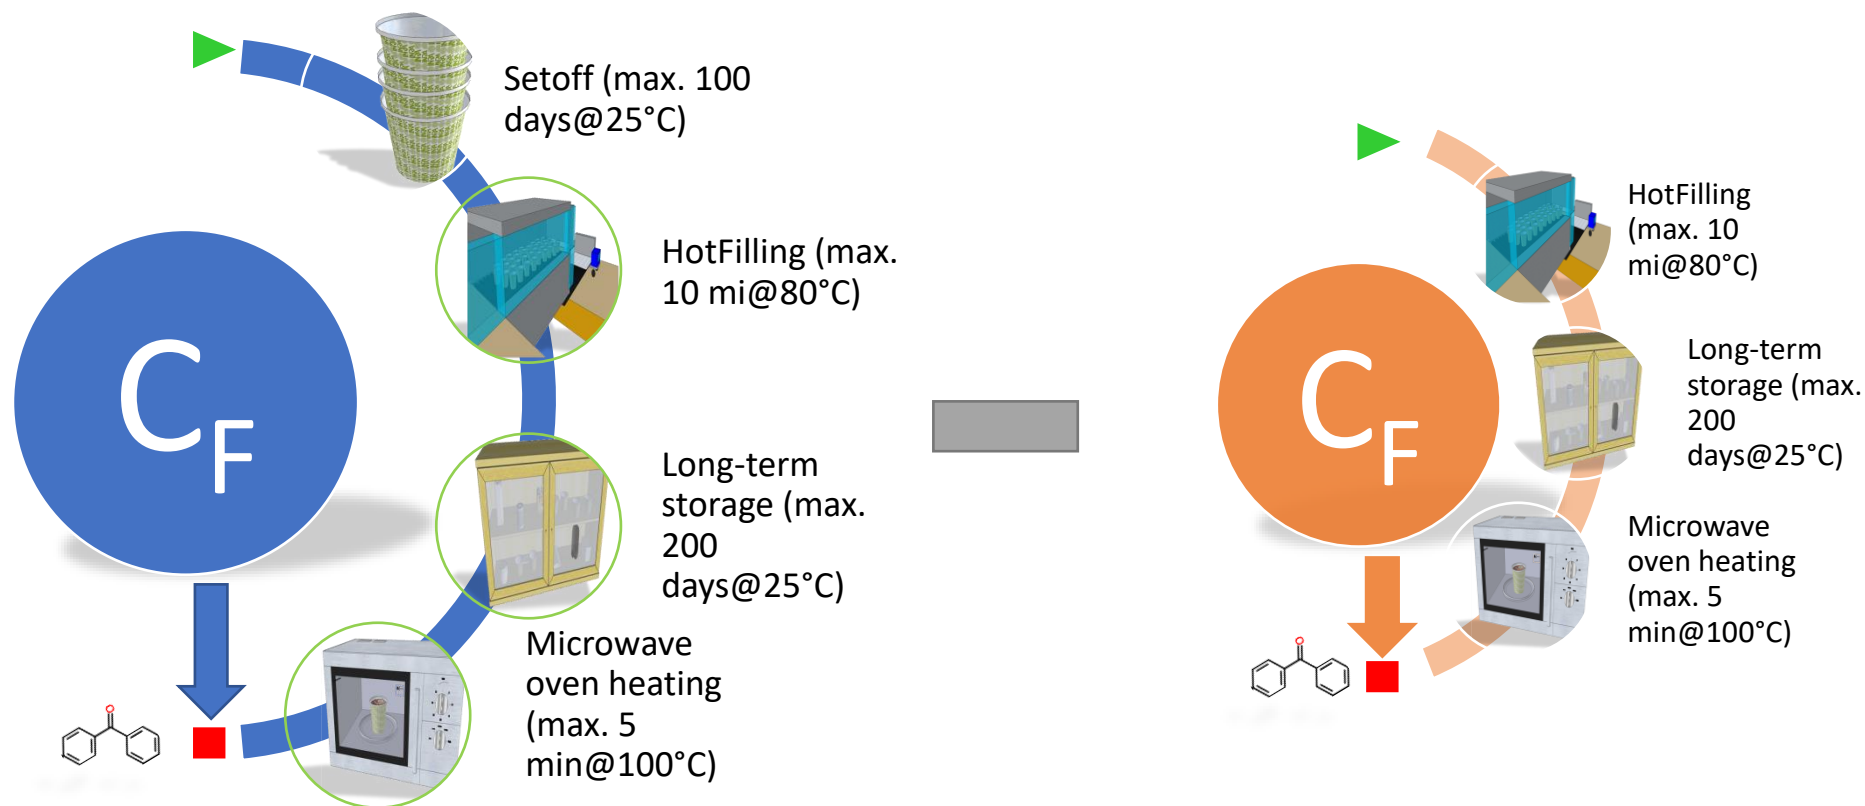 Setoff (max. 100
days@25°C)
HotFilling (max.
10 mi@80°C)
C_F
Long-term
storage (max.
200
days@25°C)
Microwave
oven heating
(max. 5
min@100°C)
O
HotFilling
(max. 10
mi@80°C)
C_F
Long-term
storage (max.
200
days@25°C)
Microwave
oven heating
(max. 5
min@100°C)
O